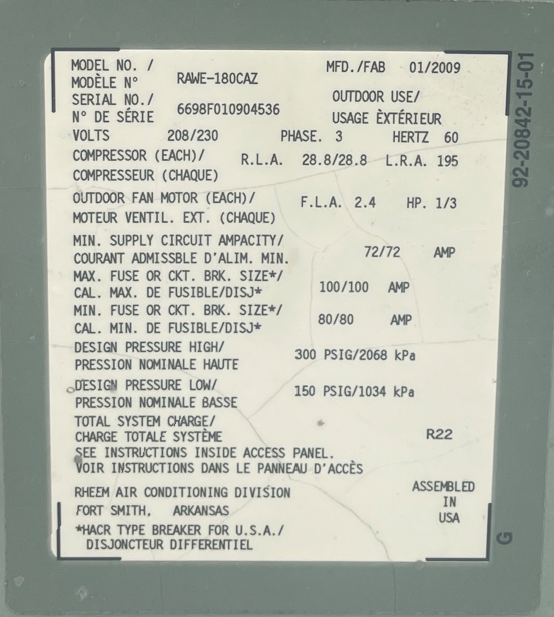 MODEL NO. / MFD./FAB 01/2009
MODÈLE N° RAWE-180CAZ
SERIAL NO./ OUTDOOR USE/
N° DE SÉRIE 6698F010904536 USAGE ÈXTÉRIEUR
VOLTS 208/230 PHASE. 3 HERTZ 60
COMPRESSOR (EACH)/ R.L.A. 28.8/28.8 L.R.A. 195
COMPRESSEUR (CHAQUE)
OUTDOOR FAN MOTOR (EACH)/ F.L.A. 2.4 HP. 1/3
MOTEUR VENTIL. EXT. (CHAQUE)
MIN. SUPPLY CIRCUIT AMPACITY/
COURANT ADMISSBLE D'ALIM. MIN. 72/72 AMP
MAX. FUSE OR CKT. BRK. SIZE*/
CAL. MAX. DE FUSIBLE/DISJ* 100/100 AMP
MIN. FUSE OR CKT. BRK. SIZE*/
CAL. MIN. DE FUSIBLE/DISJ* 80/80 AMP
DESIGN PRESSURE HIGH/
PRESSION NOMINALE HAUTE 300 PSIG/2068 kPa
DESIGN PRESSURE LOW/
PRESSION NOMINALE BASSE 150 PSIG/1034 kPa
TOTAL SYSTEM CHARGE/
CHARGE TOTALE SYSTÈME R22
SEE INSTRUCTIONS INSIDE ACCESS PANEL.
VOIR INSTRUCTIONS DANS LE PANNEAU D'ACCÈS
RHEEM AIR CONDITIONING DIVISION
FORT SMITH, ARKANSAS
ASSEMBLED
IN
USA
*HACR TYPE BREAKER FOR U.S.A./
DISJONCTEUR DIFFERENTIEL
92-20842-15-01
G